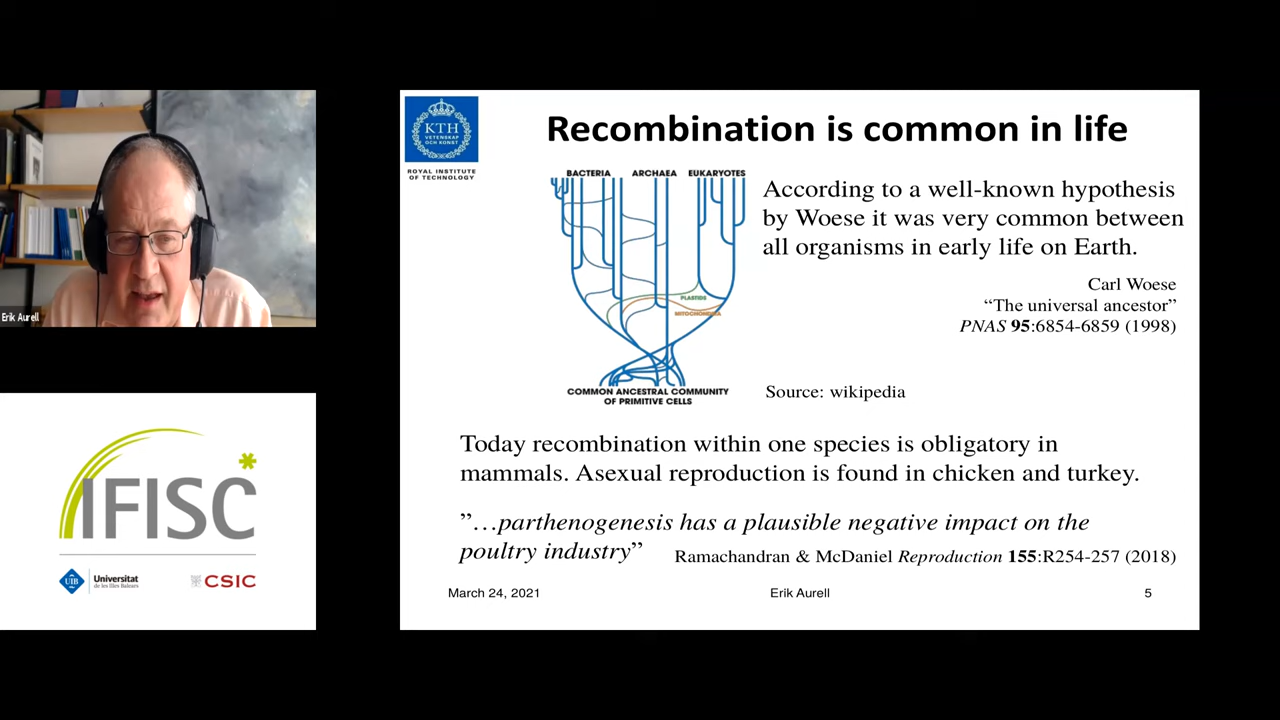 Erik Aurell
IFISC
UIB
Universitat
de les Illes Balears
CSIC
KTH
VETENSKAP
OCH KONST
ROYAL INSTITUTE
OF TECHNOLOGY
Recombination is common in life
BACTERIA ARCHAEA EUKARYOTES
PLASTIDS
MITOCHONDRIA
COMMON ANCESTRAL COMMUNITY
OF PRIMITIVE CELLS
According to a well-known hypothesis
by Woese it was very common between
all organisms in early life on Earth.
Carl Woese
“The universal ancestor”
PNAS 95:6854-6859 (1998)
Source: wikipedia
Today recombination within one species is obligatory in
mammals. Asexual reproduction is found in chicken and turkey.
”…parthenogenesis has a plausible negative impact on the
poultry industry” Ramachandran & McDaniel Reproduction 155:R254-257 (2018)
March 24, 2021 Erik Aurell 5